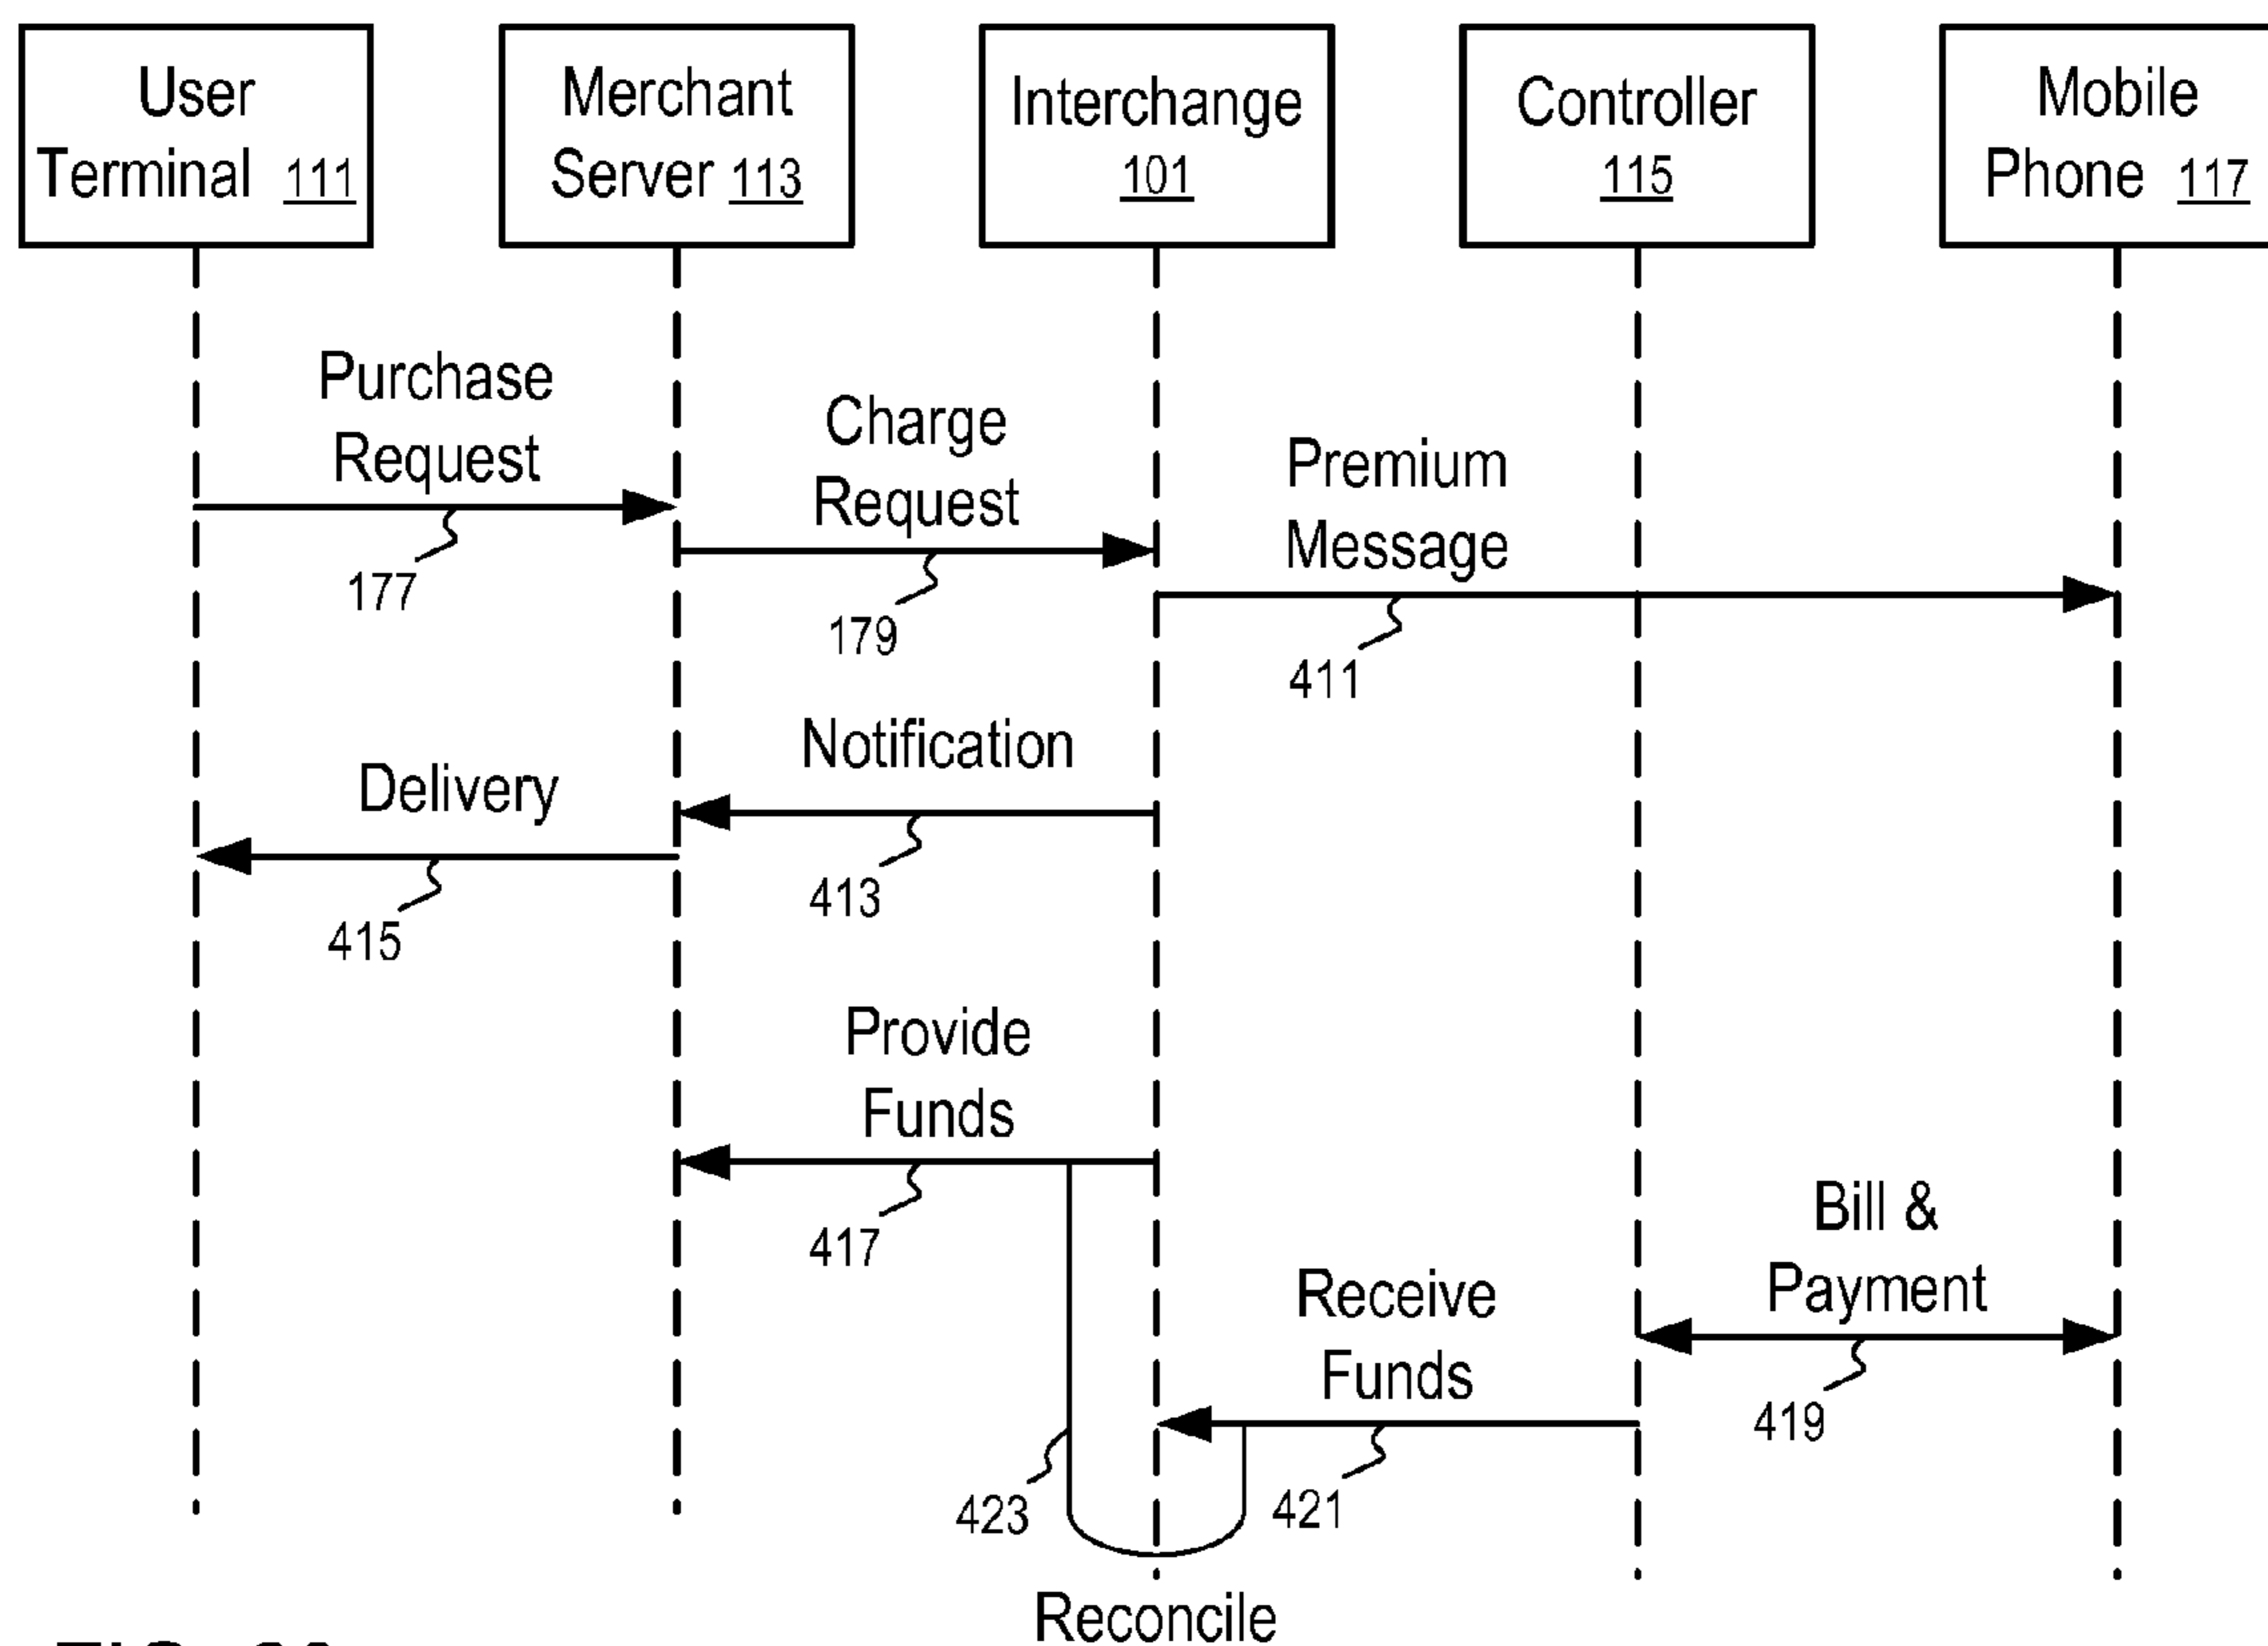 User
Terminal 111
Merchant
Server 113
Interchange
101
Controller
115
Mobile
Phone 117
Purchase
Request
177
Charge
Request
179
Premium
Message
411
Notification
413
Delivery
415
Provide
Funds
417
Bill &
Payment
419
Receive
Funds
421
423
Reconcile